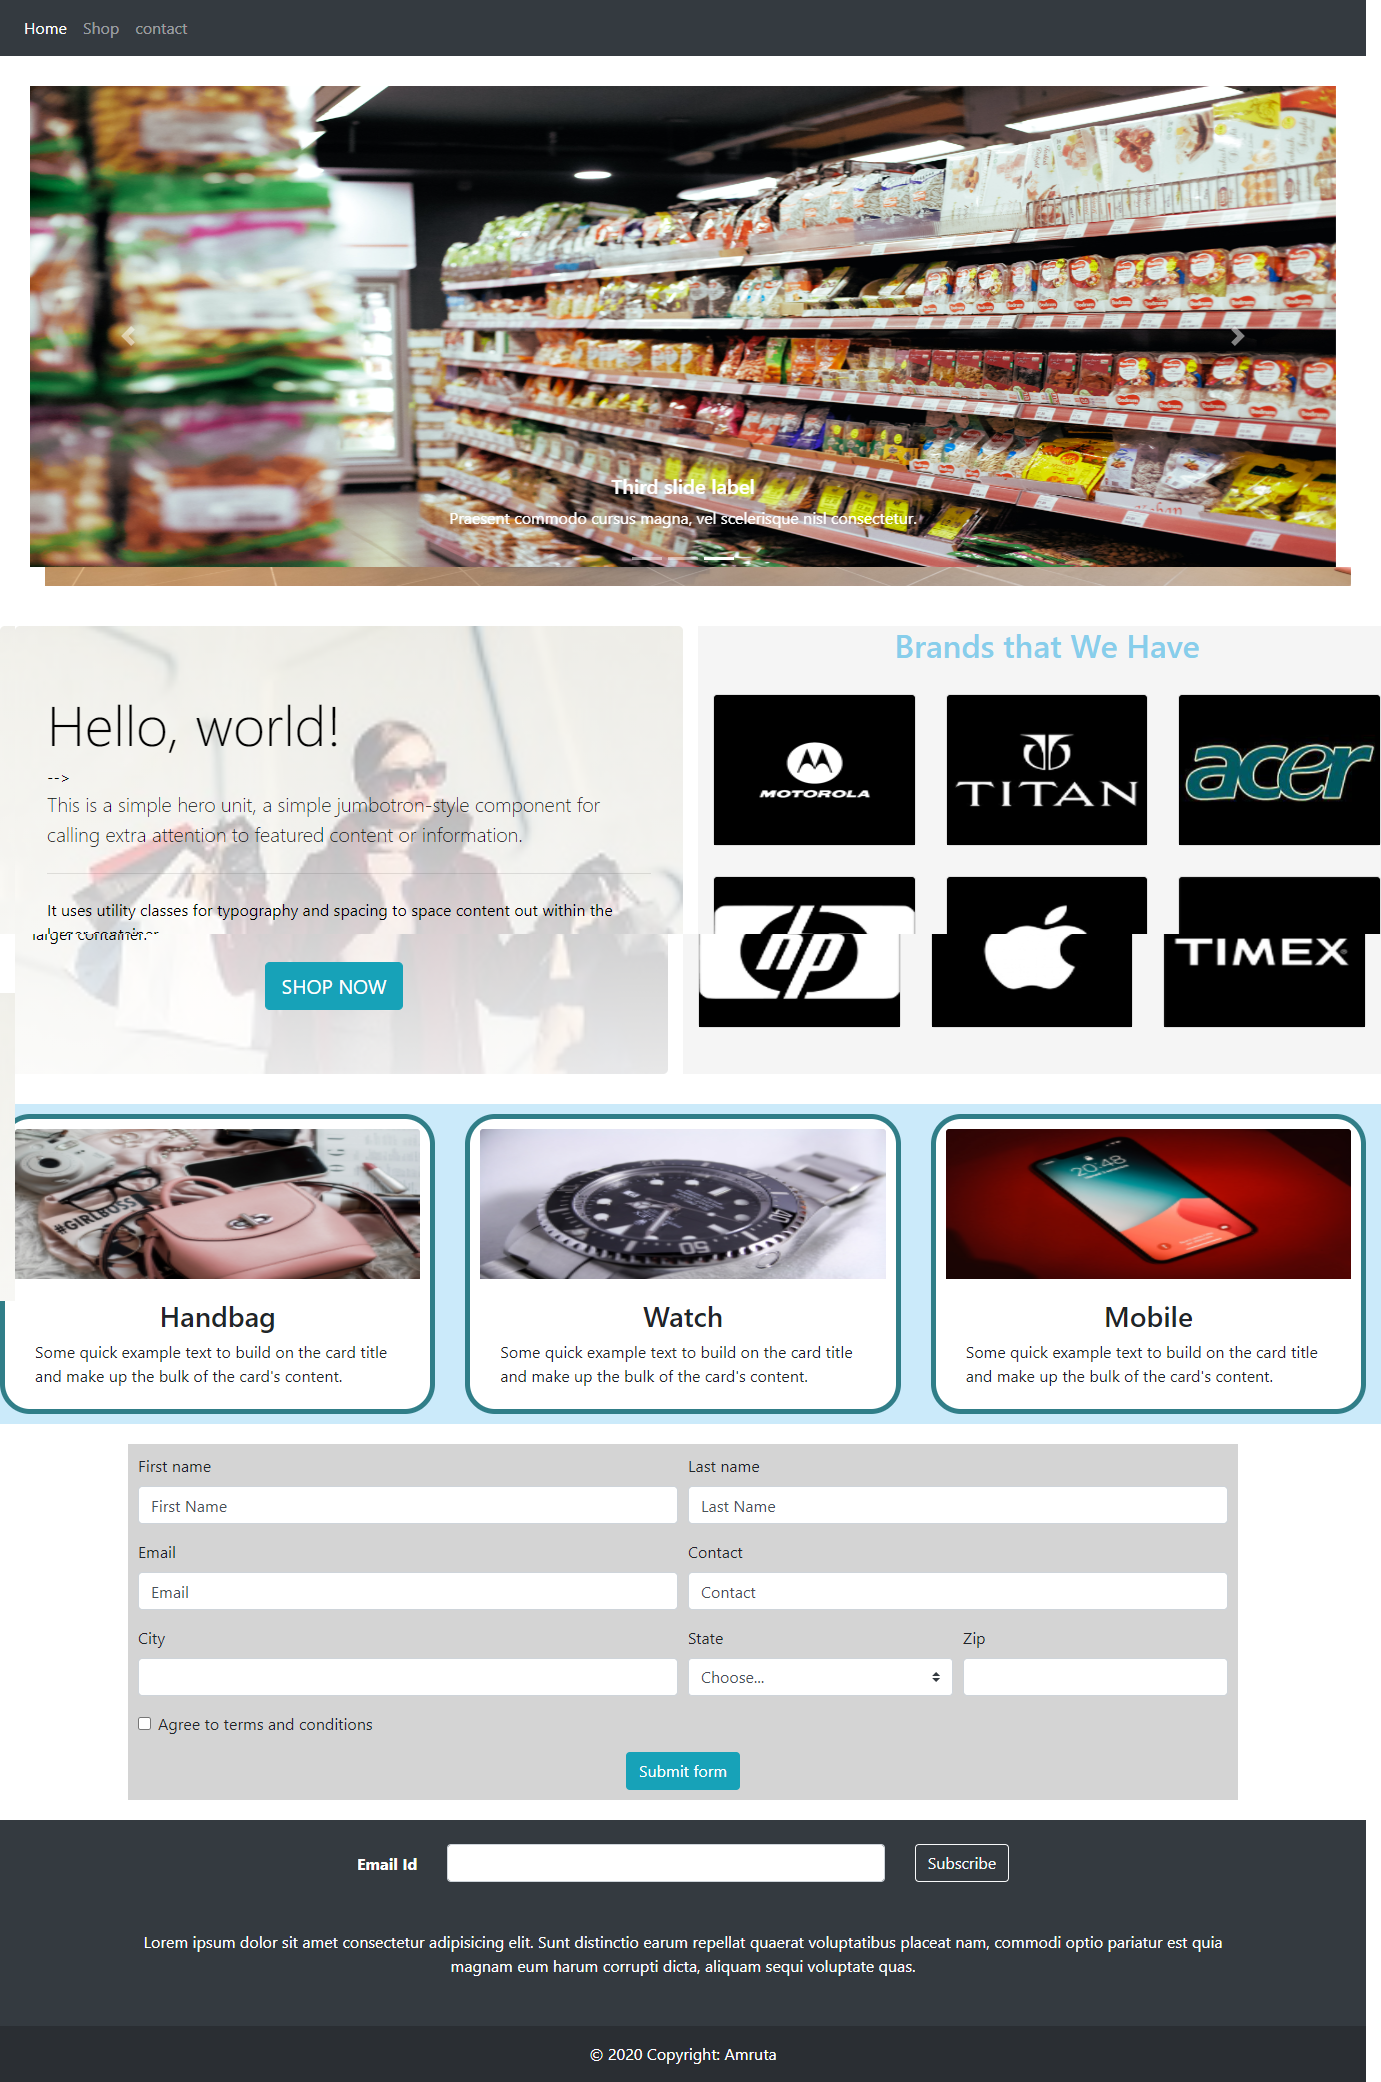 Home Shop contact
Third slide label
Praesent commodo cursus magna, vel scelerisque nisl consectetur.
Hello, world!
-->
This is a simple hero unit, a simple jumbotron-style component for
calling extra attention to featured content or information.
It uses utility classes for typography and spacing to space content out within the
larger container.
SHOP NOW
Brands that We Have
MOTOROLA
TITAN
acer
hp
TIMEX
#GIRLBOSS
20:48
Handbag
Some quick example text to build on the card title
and make up the bulk of the card's content.
Watch
Some quick example text to build on the card title
and make up the bulk of the card's content.
Mobile
Some quick example text to build on the card title
and make up the bulk of the card's content.
First name Last name
First Name Last Name
Email Contact
Email Contact
City State Zip
Choose...
Agree to terms and conditions
Submit form
Email Id Subscribe
Lorem ipsum dolor sit amet consectetur adipisicing elit. Sunt distinctio earum repellat quaerat voluptatibus placeat nam, commodi optio pariatur est quia
magnam eum harum corrupti dicta, aliquam sequi voluptate quas.
© 2020 Copyright: Amruta